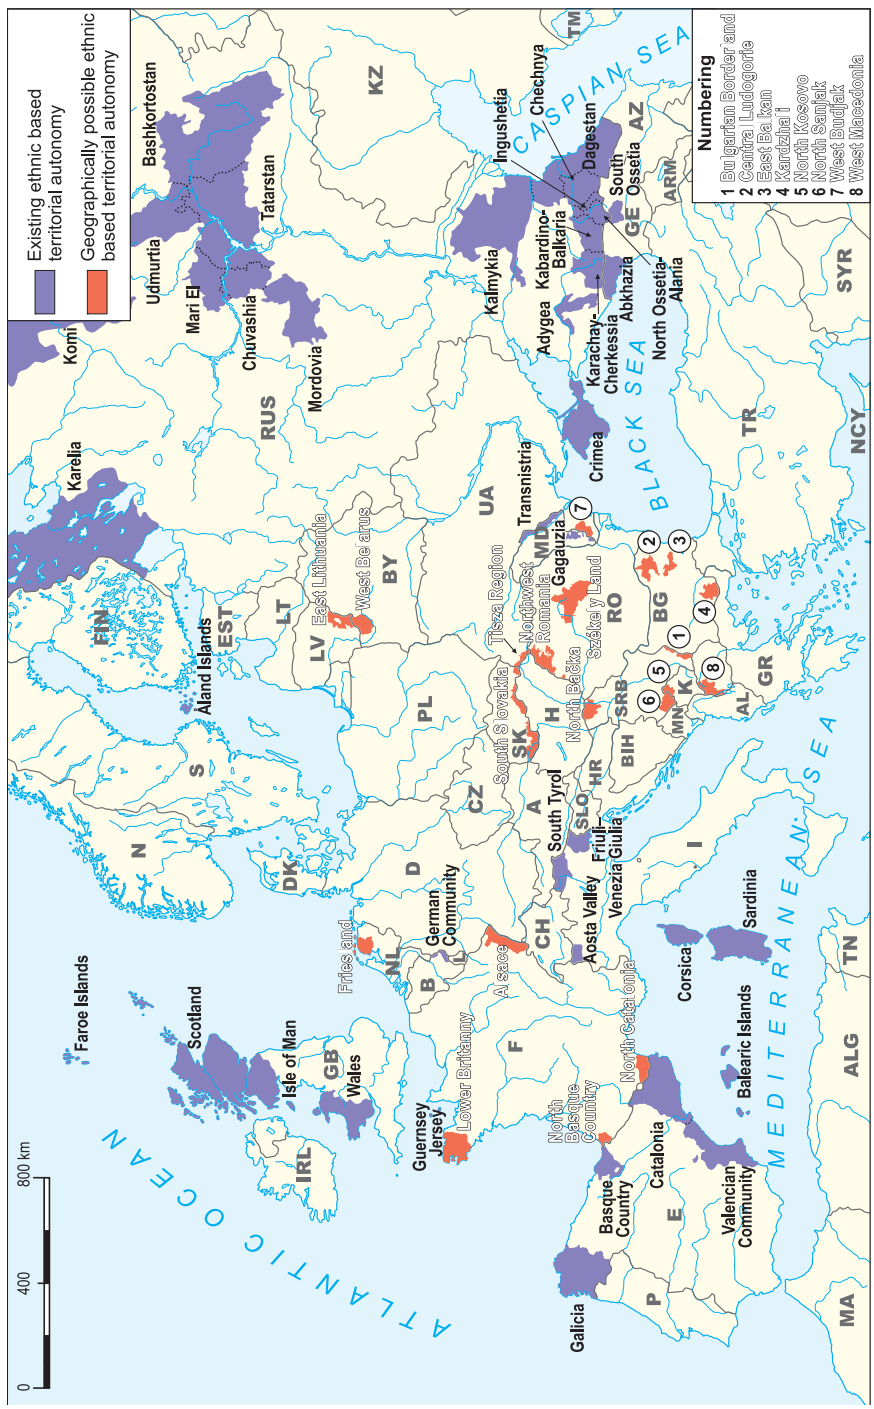 Existing ethnic based
territorial autonomy
Geographically possible ethnic
based territorial autonomy
Numbering
1 Bulgarian Borderland
2 Central Ludogorie
3 East Balkan
4 Kardzhali
5 North Kosovo
6 North Sanjak
7 West Budjak
8 West Macedonia
0
400
800 km
ATLANTIC OCEAN
MEDITERRANEAN SEA
BLACK SEA
CASPIAN SEA
Faroe Islands
Scotland
Isle of Man
GB
Wales
IRL
Guernsey
Jersey
Lower Britanny
North
Basque
Country
Basque
Country
Galicia
P
E
Catalonia
North Catalonia
Valencian
Community
Balearic Islands
MA
ALG
TN
Corsica
Sardinia
F
Friesland
NL
B
L
German
Community
Alsace
CH
Aosta Valley
D
DK
N
S
FIN
Åland Islands
Karelia
EST
LT
LV
East Lithuania
West Belarus
BY
PL
CZ
A
South Tyrol
Friuli–
Venezia Giulia
I
SLO
HR
BIH
SK
South Slovakia
H
Tisza Region
Northwest
Romania
North Bačka
Székely Land
RO
SRB
MN
K
AL
GR
BG
1
2
3
4
5
6
7
8
MD
Transnistria
Gagauzia
UA
Crimea
RUS
Komi
Udmurtia
Mari El
Chuvashia
Mordovia
Tatarstan
Bashkortostan
KZ
TM
Kalmykia
Adygea
Karachay-
Cherkessia
Kabardino-
Balkaria
Abkhazia
North Ossetia-
Alania
South
Ossetia
Ingushetia
Chechnya
Dagestan
GE
ARM
AZ
TR
SYR
NCY